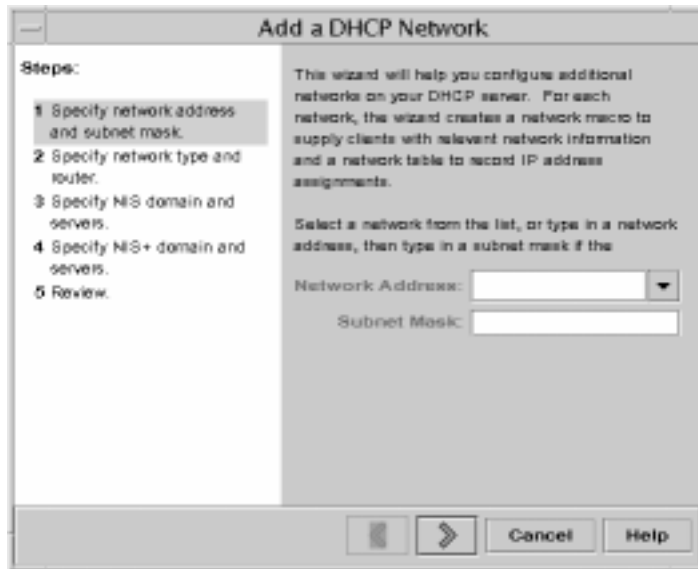 Add a DHCP Network
Steps:
1 Specify network address
and subnet mask.
2 Specify network type and
router.
3 Specify NIS domain and
servers.
4 Specify NIS+ domain and
servers.
5 Review.
This wizard will help you configure additional
networks on your DHCP server. For each
network, the wizard creates a network macro to
supply clients with relevant network information
and a network table to record IP address
assignments.
Select a network from the list, or type in a network
address, then type in a subnet mask if the
Network Address:
Subnet Mask:
Cancel
Help